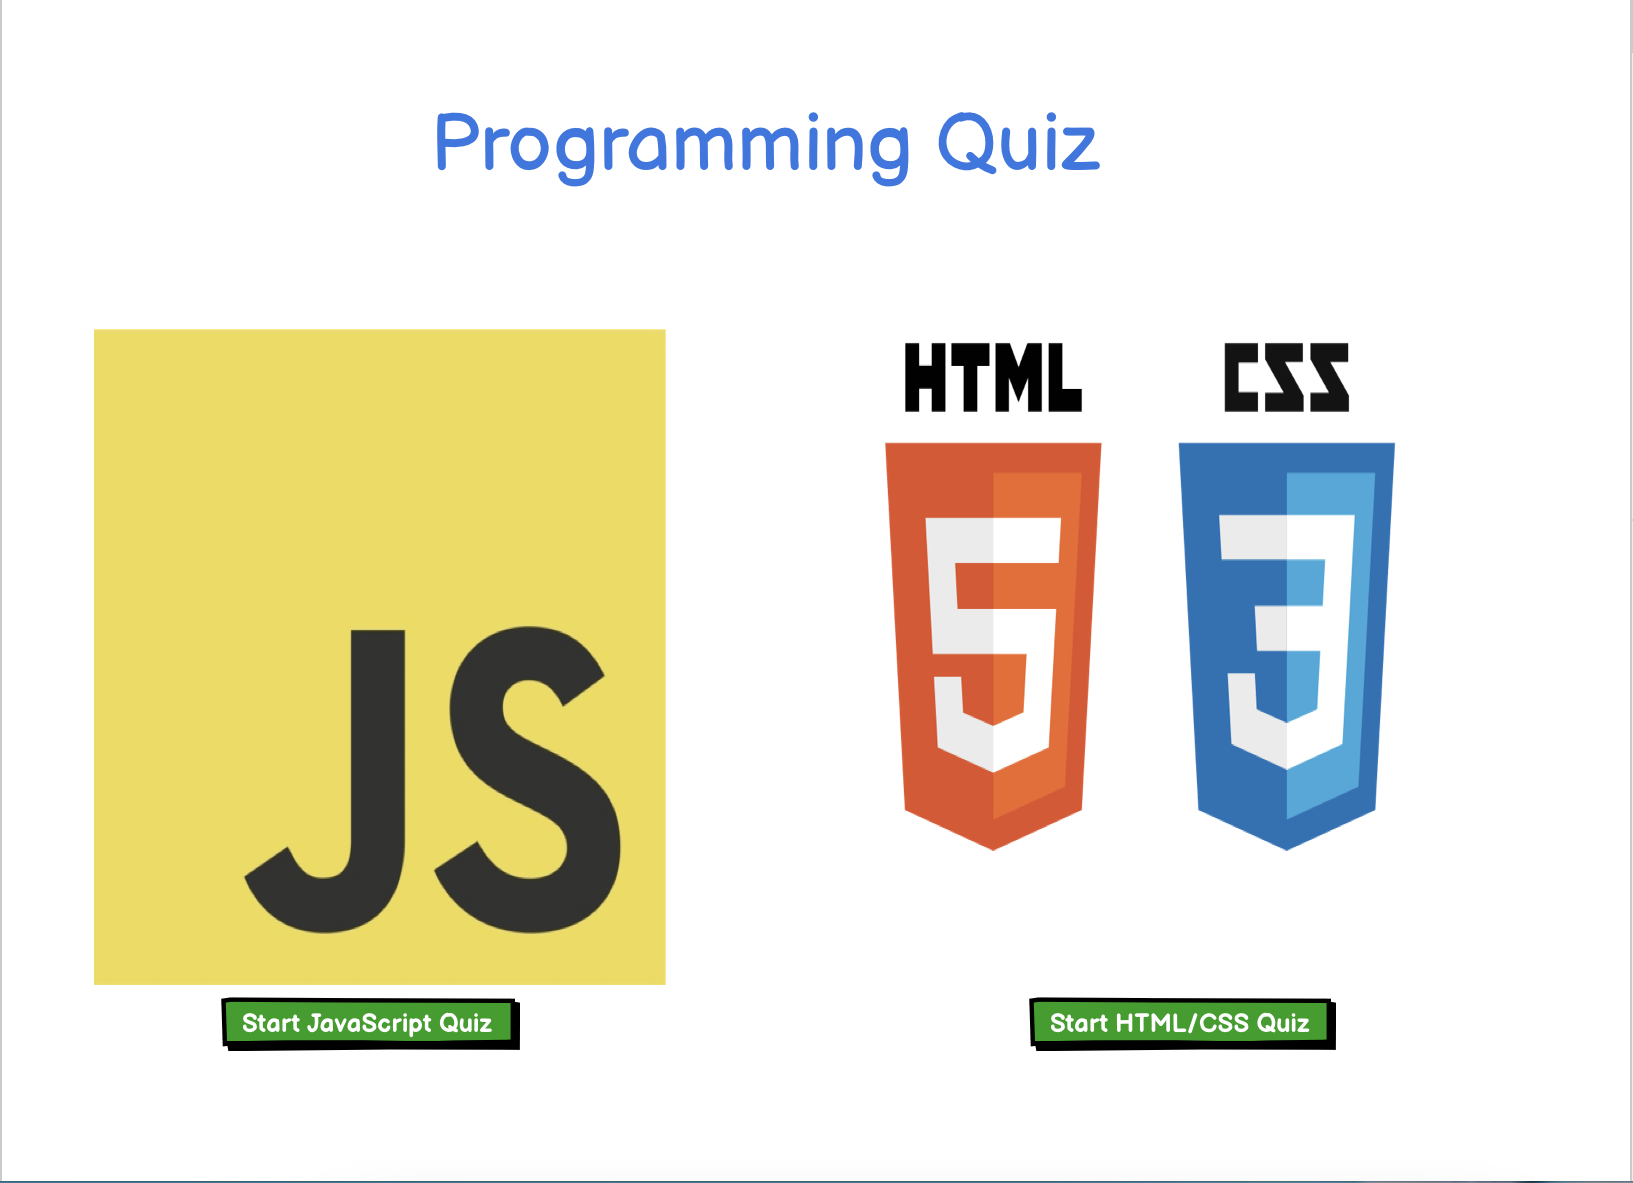 Programming Quiz
JS
HTML CSS
5 3
Start JavaScript Quiz
Start HTML/CSS Quiz